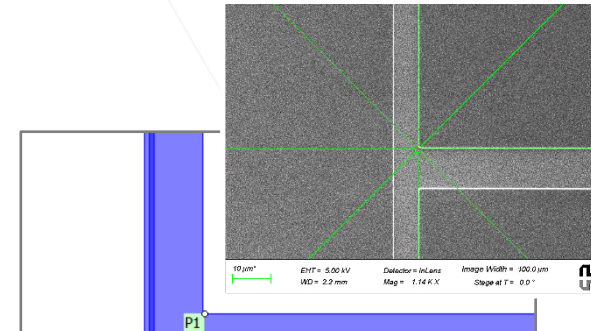 10 µm*
EHT = 5.00 kV
Detector = InLens
Image Width = 100.0 µm
WD = 2.2 mm
Mag = 1.14 K X
Stage at T = 0.0 °
P1